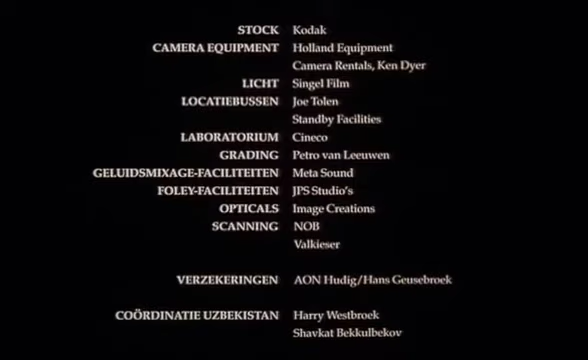 STOCK Kodak
CAMERA EQUIPMENT Holland Equipment
Camera Rentals, Ken Dyer
LICHT Singel Film
LOCATIEBUSSEN Joe Tolen
Standby Facilities
LABORATORIUM Cineco
GRADING Petro van Leeuwen
GELUIDSMIXAGE-FACILITEITEN Meta Sound
FOLEY-FACILITEITEN JPS Studio's
OPTICALS Image Creations
SCANNING NOB
Valkieser
VERZEKERINGEN AON Hudig/Hans Geusebroek
COÖRDINATIE UZBEKISTAN Harry Westbroek
Shavkat Bekkulbekov